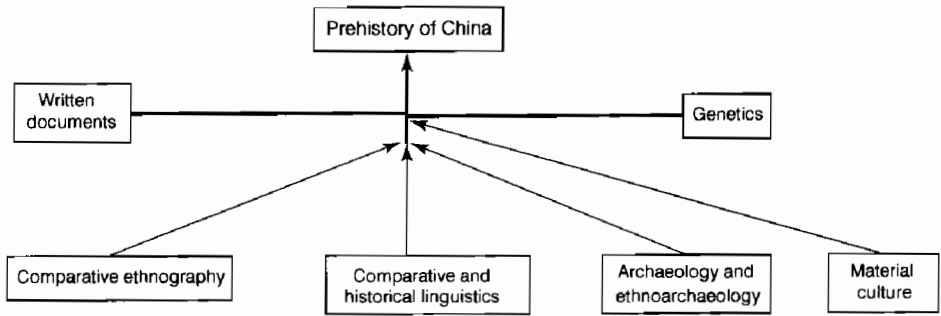 Prehistory of China
Written
documents
Genetics
Comparative ethnography
Comparative and
historical linguistics
Archaeology and
ethnoarchaeology
Material
culture